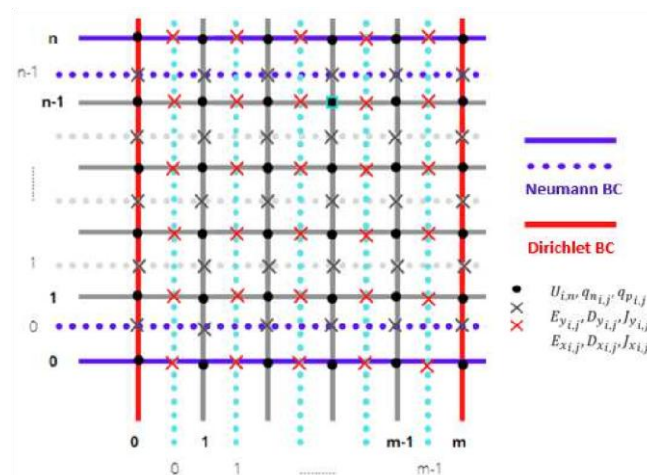 n
n-1
n-1
.........
1
1
0
0
0 1 m-1 m
0 1 .......... m-1
Neumann BC
Dirichlet BC
U_{i,n}, q_{n_{i,j}}, q_{p_{i,j}}
E_{y_{i,j}}, D_{y_{i,j}}, J_{y_{i,j}}
E_{x_{i,j}}, D_{x_{i,j}}, J_{x_{i,j}}